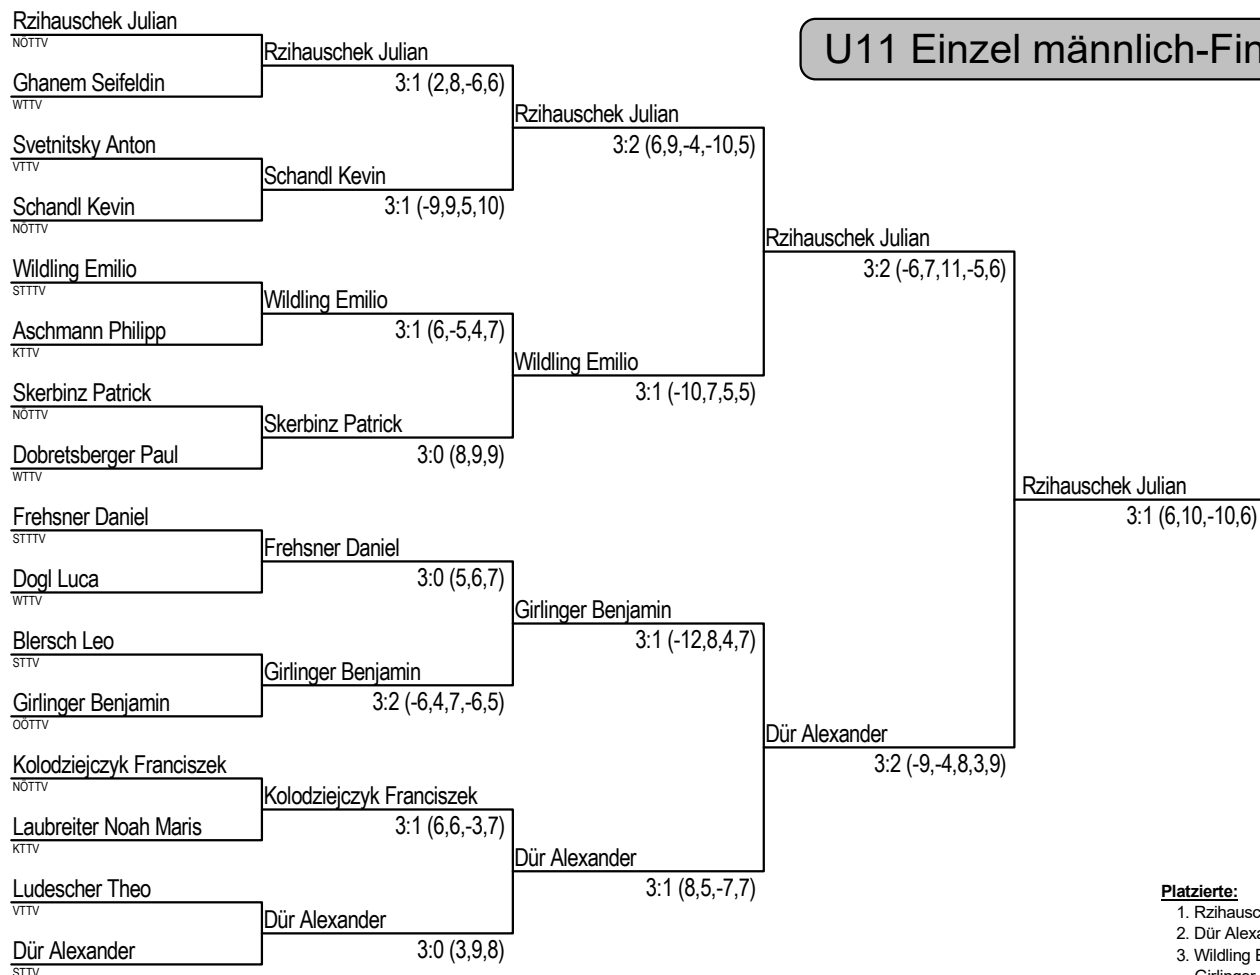 U11 Einzel männlich-Fin
Rzihauschek Julian
NÖTTV
Ghanem Seifeldin
WTTV
Svetnitsky Anton
VTTV
Schandl Kevin
NÖTTV
Wildling Emilio
STTTV
Aschmann Philipp
KTTV
Skerbinz Patrick
NÖTTV
Dobretsberger Paul
WTTV
Frehsner Daniel
STTTV
Dogl Luca
WTTV
Blersch Leo
STTV
Girlinger Benjamin
OÖTTV
Kolodziejczyk Franciszek
NÖTTV
Laubreiter Noah Maris
KTTV
Ludescher Theo
VTTV
Dür Alexander
STTV
Rzihauschek Julian
3:1 (2,8,-6,6)
Schandl Kevin
3:1 (-9,9,5,10)
Wildling Emilio
3:1 (6,-5,4,7)
Skerbinz Patrick
3:0 (8,9,9)
Frehsner Daniel
3:0 (5,6,7)
Girlinger Benjamin
3:2 (-6,4,7,-6,5)
Kolodziejczyk Franciszek
3:1 (6,6,-3,7)
Dür Alexander
3:0 (3,9,8)
Rzihauschek Julian
3:2 (6,9,-4,-10,5)
Wildling Emilio
3:1 (-10,7,5,5)
Girlinger Benjamin
3:1 (-12,8,4,7)
Dür Alexander
3:1 (8,5,-7,7)
Rzihauschek Julian
3:2 (-6,7,11,-5,6)
Dür Alexander
3:2 (-9,-4,8,3,9)
Rzihauschek Julian
3:1 (6,10,-10,6)
Platzierte:
1. Rzihausc
2. Dür Alexa
3. Wildling